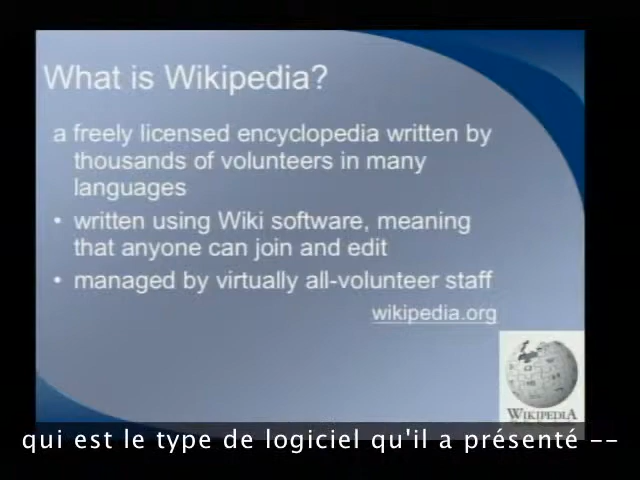 What is Wikipedia?
a freely licensed encyclopedia written by
thousands of volunteers in many
languages
• written using Wiki software, meaning
that anyone can join and edit
• managed by virtually all-volunteer staff
wikipedia.org
WIKIPEDIA
qui est le type de logiciel qu'il a présenté --